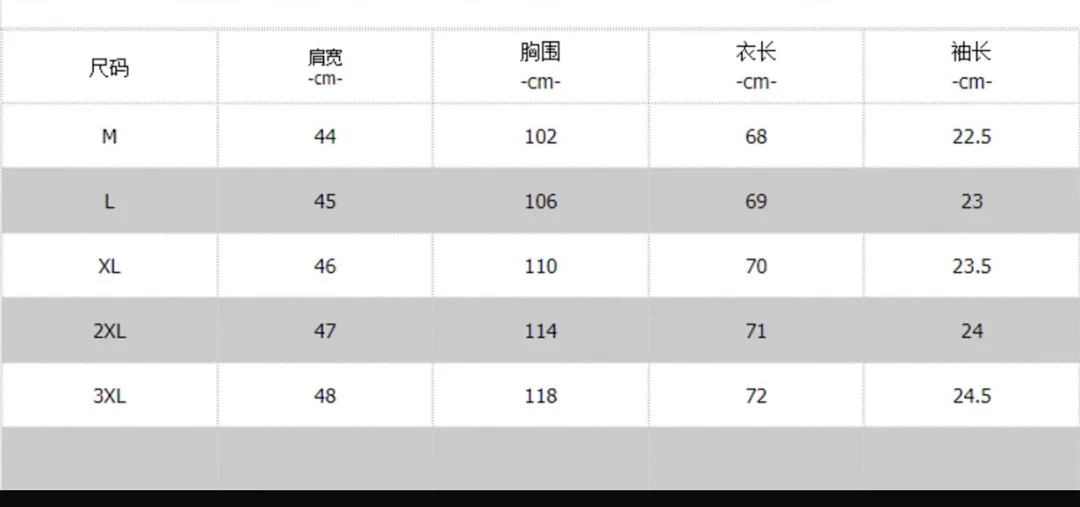 尺码 肩宽 胸围 衣长 袖长
-cm- -cm- -cm- -cm-
M 44 102 68 22.5
L 45 106 69 23
XL 46 110 70 23.5
2XL 47 114 71 24
3XL 48 118 72 24.5